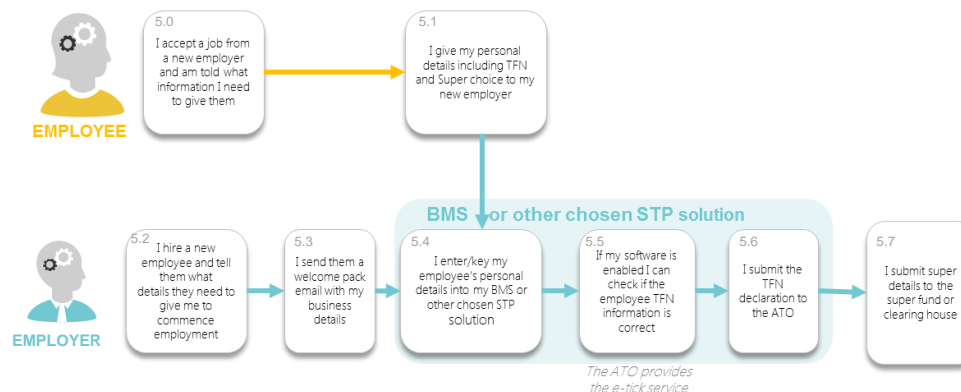 5.0
I accept a job from
a new employer
and am told what
information I need
to give them
5.1
I give my personal
details including TFN
and Super choice to my
new employer
EMPLOYEE
BMS or other chosen STP solution
5.2
I hire a new
employee and tell
them what
details they need to
give me to
commence
employment
5.3
I send them a
welcome pack
email with my
business
details
5.4
I enter/key my
employee's personal
details into my BMS or
other chosen STP
solution
5.5
If my software is
enabled I can
check if the
employee TFN
information is
correct
5.6
I submit the
TFN
declaration to
the ATO
5.7
I submit super
details to the
super fund or
clearing house
EMPLOYER
The ATO provides
the e-tick service